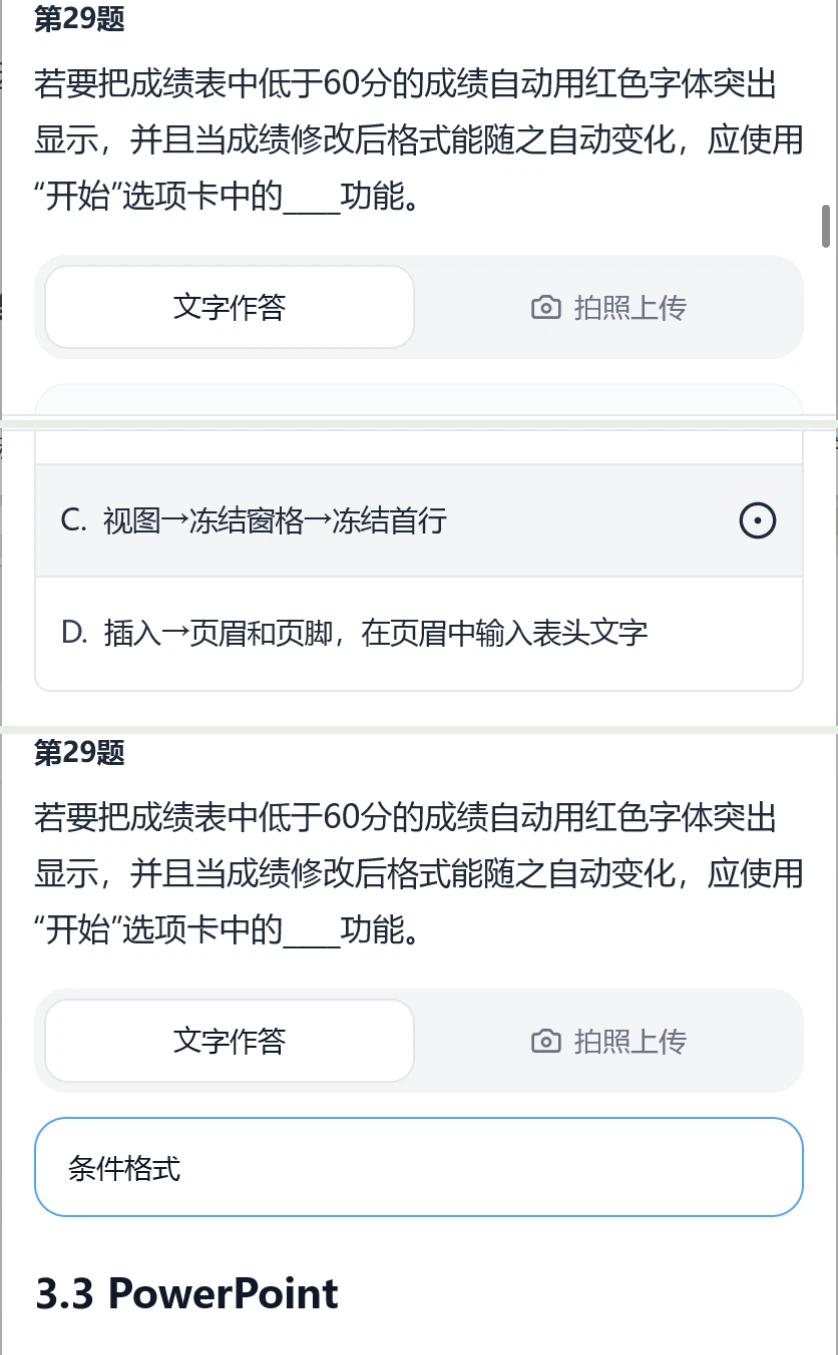 第29题
若要把成绩表中低于60分的成绩自动用红色字体突出
显示，并且当成绩修改后格式能随之自动变化，应使用
“开始”选项卡中的____功能。
文字作答
拍照上传
C. 视图→冻结窗格→冻结首行
D. 插入→页眉和页脚，在页眉中输入表头文字
第29题
若要把成绩表中低于60分的成绩自动用红色字体突出
显示，并且当成绩修改后格式能随之自动变化，应使用
“开始”选项卡中的____功能。
文字作答
拍照上传
条件格式
3.3 PowerPoint